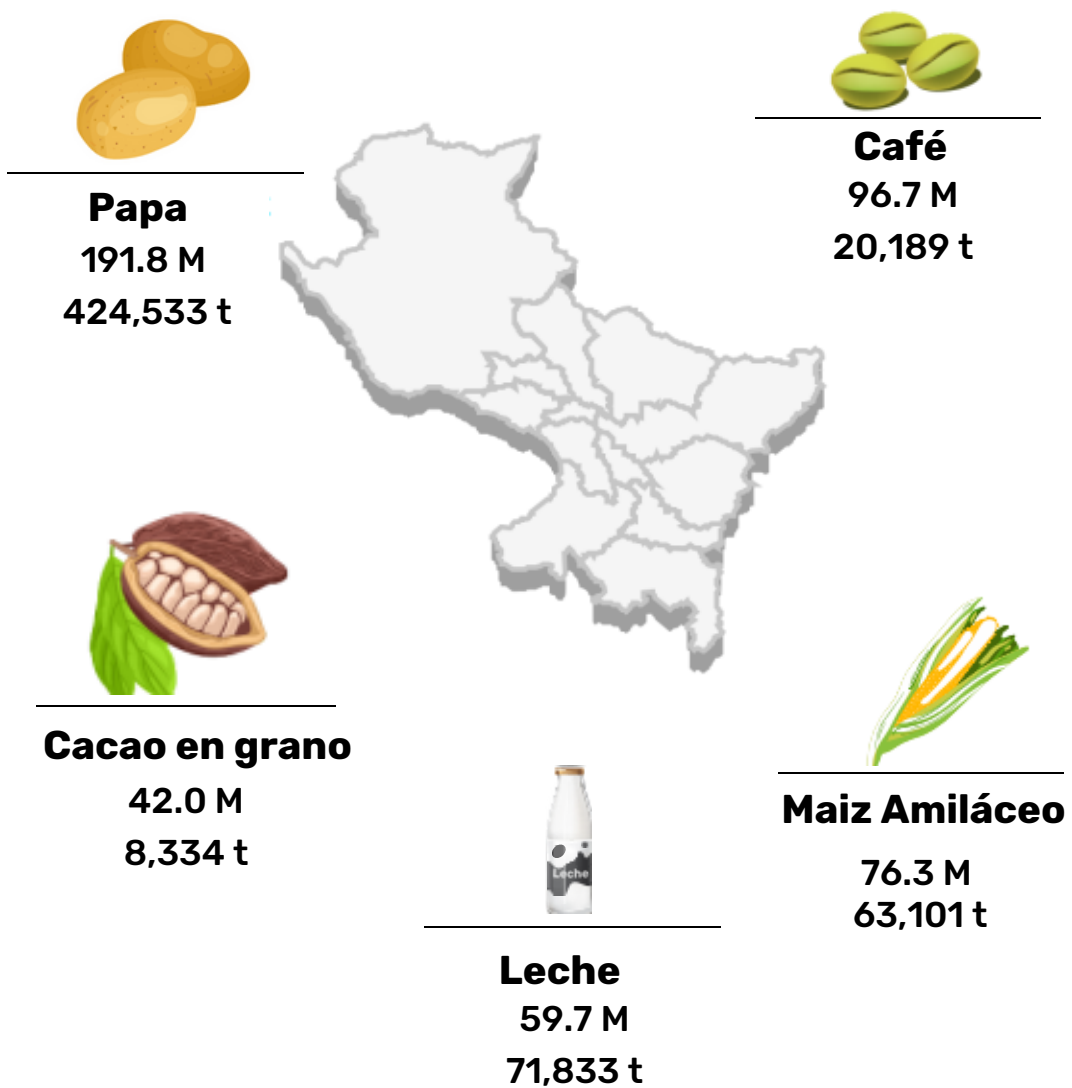 Papa
191.8 M
424,533 t
Café
96.7 M
20,189 t
Cacao en grano
42.0 M
8,334 t
Leche
Leche
59.7 M
71,833 t
Maiz Amiláceo
76.3 M
63,101 t